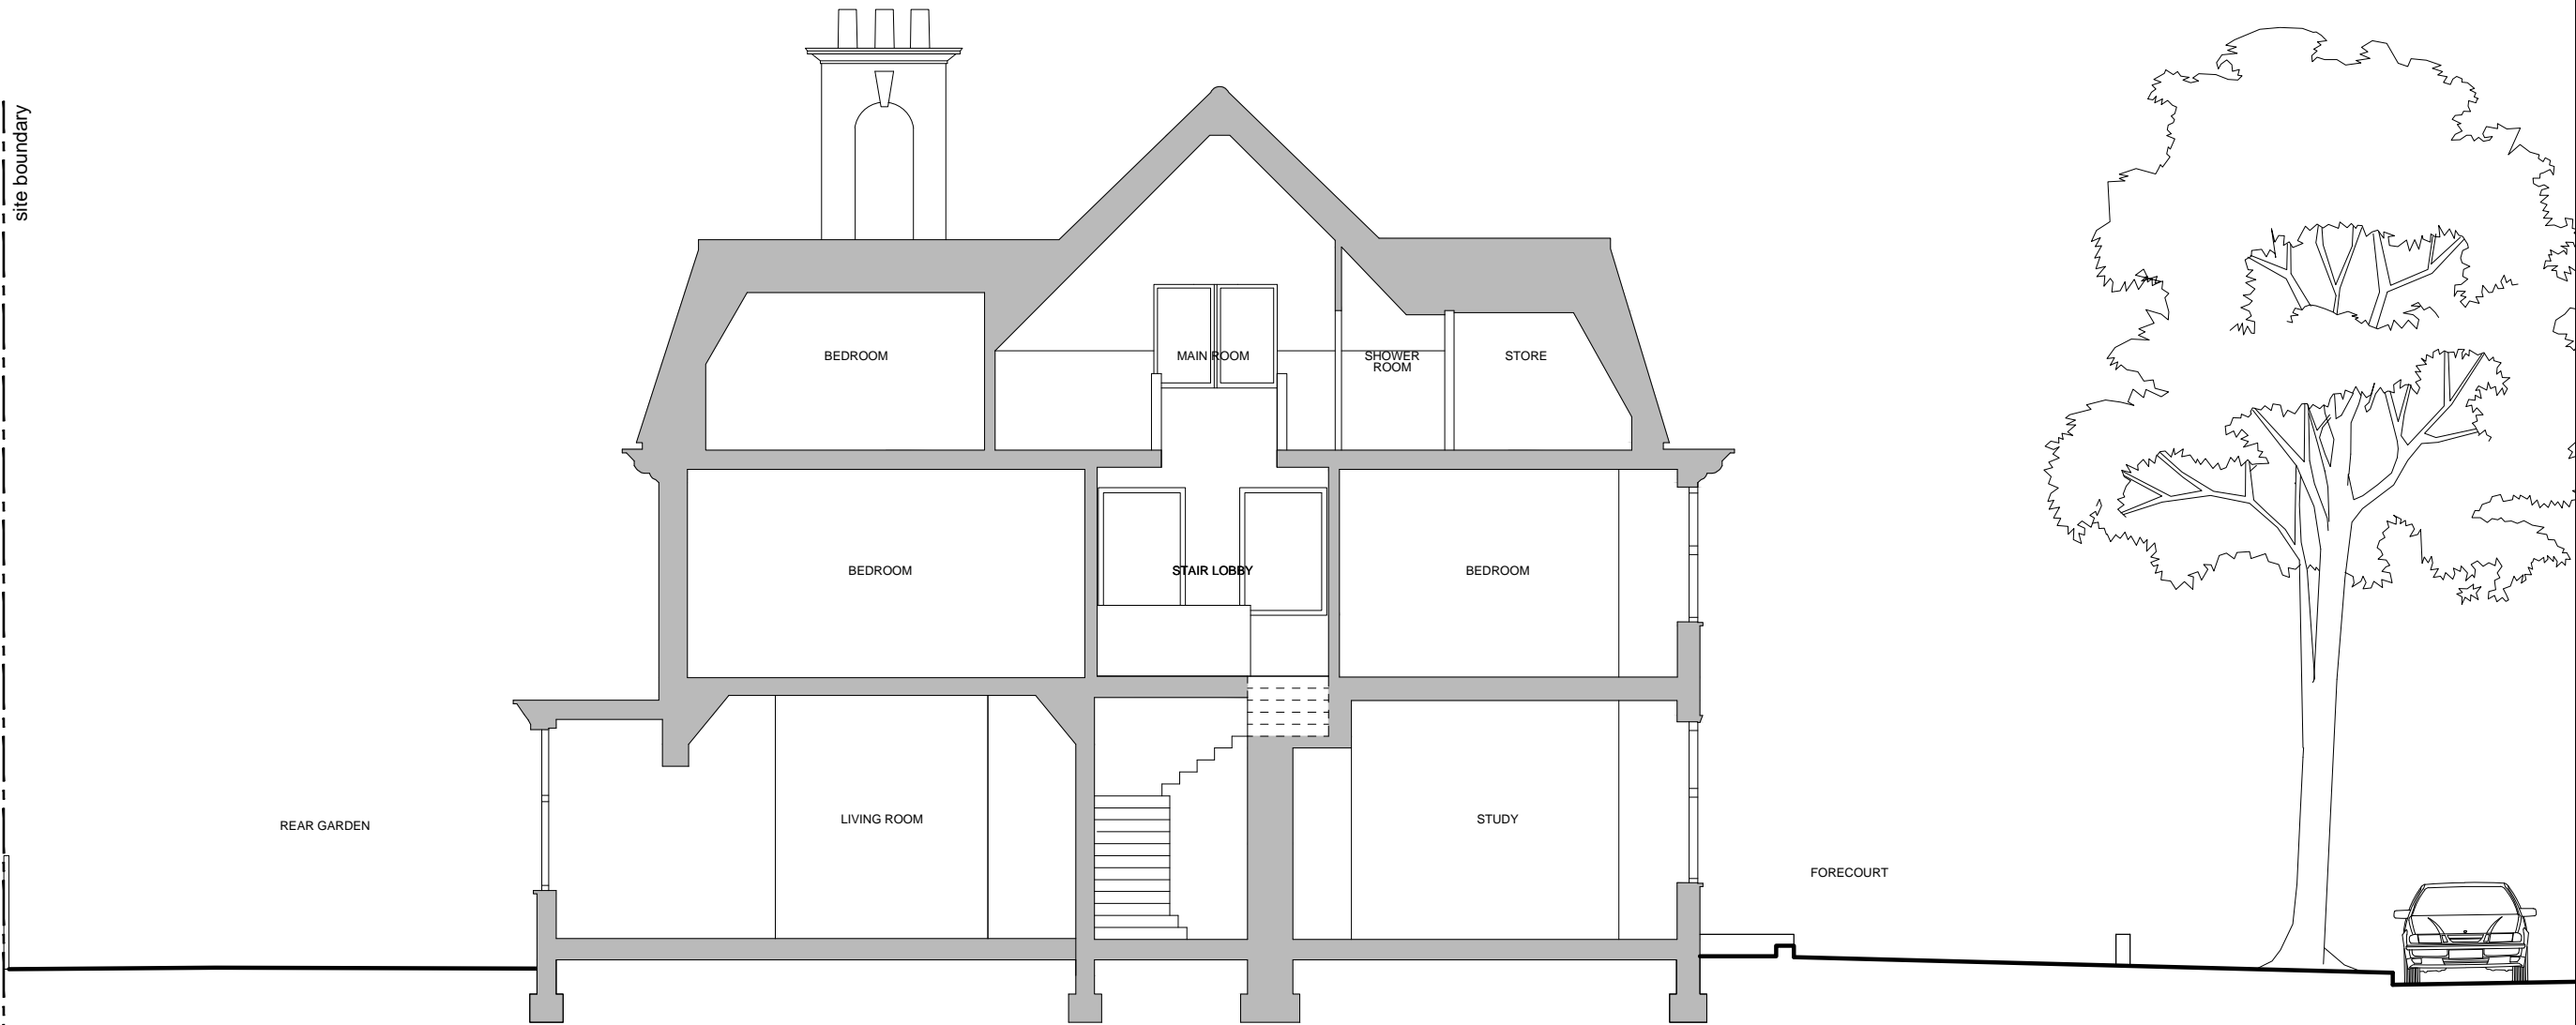 site boundary
BEDROOM
MAIN ROOM
SHOWER
ROOM
STORE
BEDROOM
STAIR LOBBY
BEDROOM
REAR GARDEN
LIVING ROOM
STUDY
FORECOURT